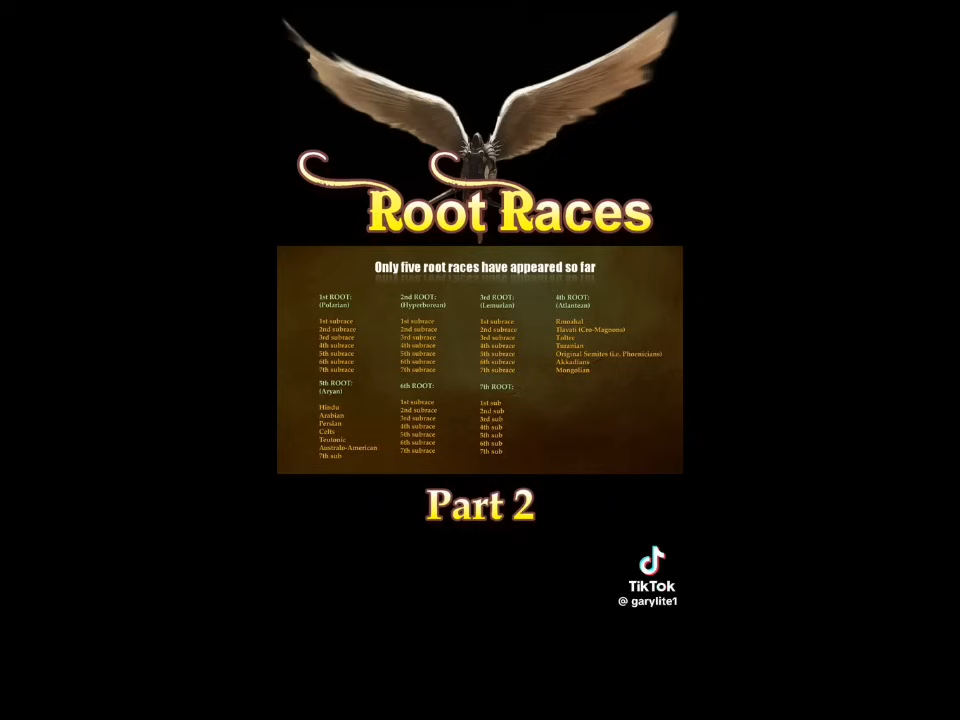 Root Races
Only five root races have appeared so far
1st ROOT:
(Polarian)
1st subrace
2nd subrace
3rd subrace
4th subrace
5th subrace
6th subrace
7th subrace
2nd ROOT:
(Hyperborean)
1st subrace
2nd subrace
3rd subrace
4th subrace
5th subrace
6th subrace
7th subrace
3rd ROOT:
(Lemurian)
1st subrace
2nd subrace
3rd subrace
4th subrace
5th subrace
6th subrace
7th subrace
4th ROOT:
(Atlantean)
Rmoahal
Tlavati (Cro-Magnons)
Toltec
Turanian
Original Semites (i.e. Phoenicians)
Akkadians
Mongolian
5th ROOT:
(Aryan)
Hindu
Arabian
Persian
Celts
Teutonic
Australo-American
7th sub
6th ROOT:
1st subrace
2nd subrace
3rd subrace
4th subrace
5th subrace
6th subrace
7th subrace
7th ROOT:
1st sub
2nd sub
3rd sub
4th sub
5th sub
6th sub
7th sub
Part 2
TikTok
@ garylite1